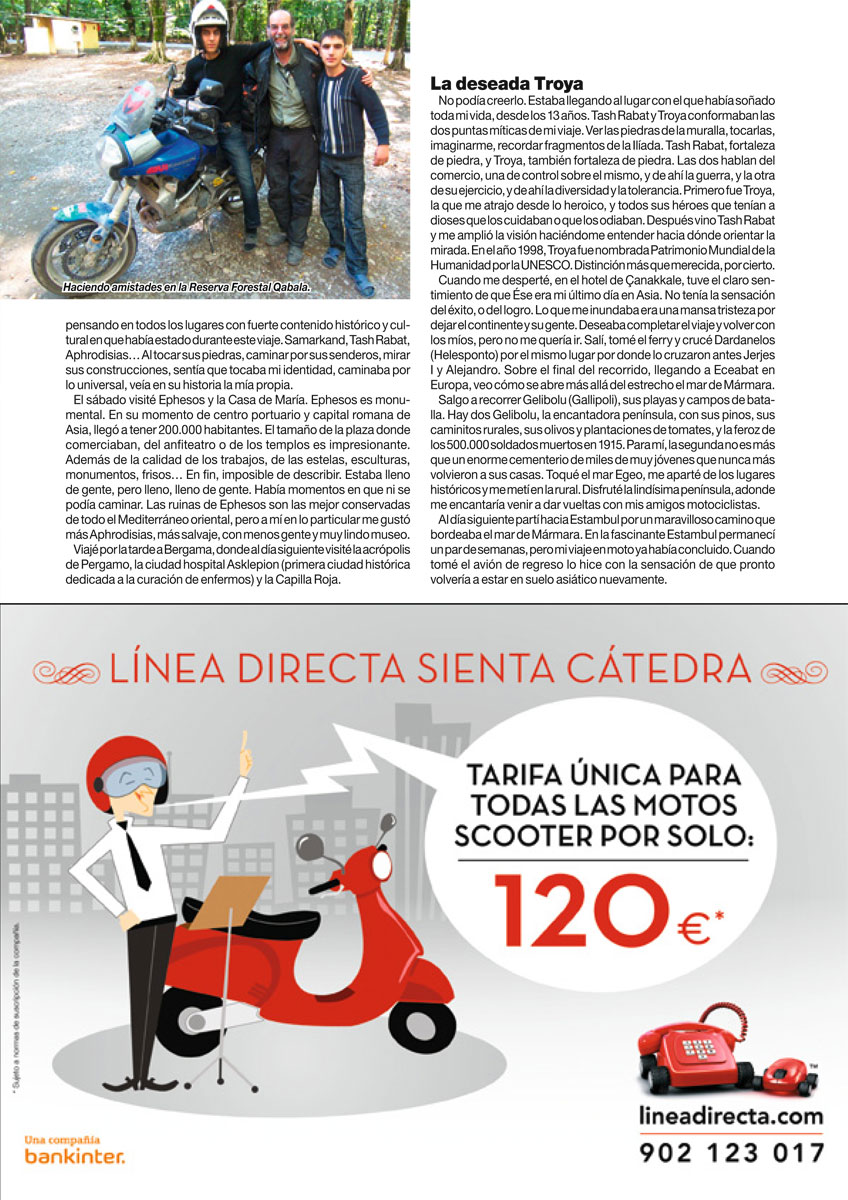 Haciendo amistades en la Reserva Forestal Qabala.
pensando en todos los lugares con fuerte contenido histórico y cul-
tural en que había estado durante este viaje. Samarkand, Tash Rabat,
Aphrodisias… Al tocar sus piedras, caminar por sus senderos, mirar
sus construcciones, sentía que tocaba mi identidad, caminaba por
lo universal, veía en su historia la mía propia.
El sábado visité Ephesos y la Casa de María. Ephesos es monu-
mental. En su momento de centro portuario y capital romana de
Asia, llegó a tener 200.000 habitantes. El tamaño de la plaza donde
comerciaban, del anfiteatro o de los templos es impresionante.
Además de la calidad de los trabajos, de las estelas, esculturas,
monumentos, frisos… En fin, imposible de describir. Estaba lleno
de gente, pero lleno, lleno de gente. Había momentos en que ni se
podía caminar. Las ruinas de Ephesos son las mejor conservadas
de todo el Mediterráneo oriental, pero a mí en lo particular me gustó
más Aphrodisias, más salvaje, con menos gente y muy lindo museo.
Viajé por la tarde a Bergama, donde al día siguiente visité la acrópolis
de Pergamo, la ciudad hospital Asklepion (primera ciudad histórica
dedicada a la curación de enfermos) y la Capilla Roja.
La deseada Troya
No podía creerlo. Estaba llegando al lugar con el que había soñado
toda mi vida, desde los 13 años. Tash Rabat y Troya conformaban las
dos puntas míticas de mi viaje. Ver las piedras de la muralla, tocarlas,
imaginarme, recordar fragmentos de la Ilíada. Tash Rabat, fortaleza
de piedra, y Troya, también fortaleza de piedra. Las dos hablan del
comercio, una de control sobre el mismo, y de ahí la guerra, y la otra
de su ejercicio, y de ahí la diversidad y la tolerancia. Primero fue Troya,
la que me atrajo desde lo heroico, y todos sus héroes que tenían a
dioses que los cuidaban o que los odiaban. Después vino Tash Rabat
y me amplió la visión haciéndome entender hacia dónde orientar la
mirada. En el año 1998, Troya fue nombrada Patrimonio Mundial de la
Humanidad por la UNESCO. Distinción más que merecida, por cierto.
Cuando me desperté, en el hotel de Çanakkale, tuve el claro sen-
timiento de que Ése era mi último día en Asia. No tenía la sensación
del éxito, o del logro. Lo que me inundaba era una mansa tristeza por
dejar el continente y su gente. Deseaba completar el viaje y volver con
los míos, pero no me quería ir. Salí, tomé el ferry y crucé Dardanelos
(Helesponto) por el mismo lugar por donde lo cruzaron antes Jerjes
I y Alejandro. Sobre el final del recorrido, llegando a Eceabat en
Europa, veo cómo se abre más allá del estrecho el mar de Mármara.
Salgo a recorrer Gelibolu (Gallipoli), sus playas y campos de bata-
lla. Hay dos Gelibolu, la encantadora península, con sus pinos, sus
caminitos rurales, sus olivos y plantaciones de tomates, y la feroz de
los 500.000 soldados muertos en 1915. Para mí, la segunda no es más
que un enorme cementerio de miles de muy jóvenes que nunca más
volvieron a sus casas. Toqué el mar Egeo, me aparté de los lugares
históricos y me metí en la rural. Disfruté la lindísima península, adonde
me encantaría venir a dar vueltas con mis amigos motociclistas.
Al día siguiente partí hacia Estambul por un maravilloso camino que
bordeaba el mar de Mármara. En la fascinante Estambul permanecí
un par de semanas, pero mi viaje en moto ya había concluido. Cuando
tomé el avión de regreso lo hice con la sensación de que pronto
volvería a estar en suelo asiático nuevamente.
LÍNEA DIRECTA SIENTA CÁTEDRA
TARIFA ÚNICA PARA
TODAS LAS MOTOS
SCOOTER POR SOLO:
120€*
* Sujeto a normas de suscripción de la compañía.
TM
lineadirecta.com
902 123 017
Una compañía
bankinter.